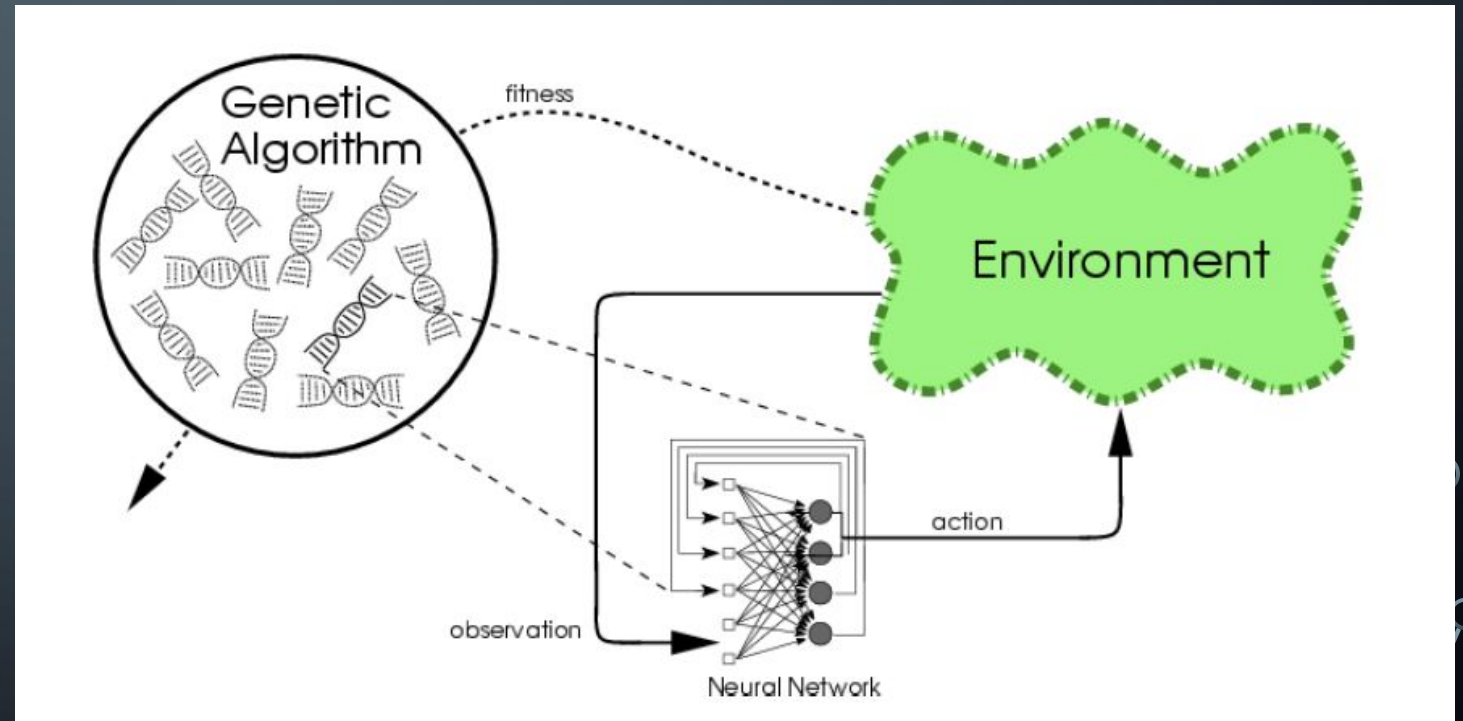 Genetic
Algorithm
fitness
Environment
action
observation
Neural Network